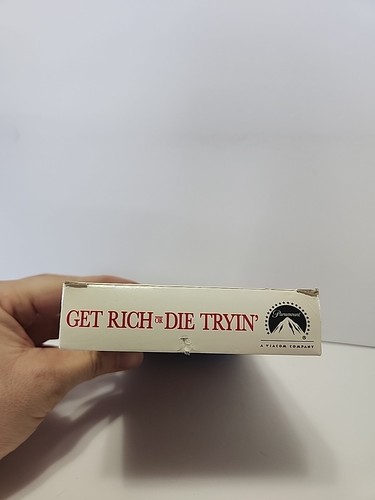 GET RICH OR DIE TRYIN'
Paramount
A VIACOM COMPANY